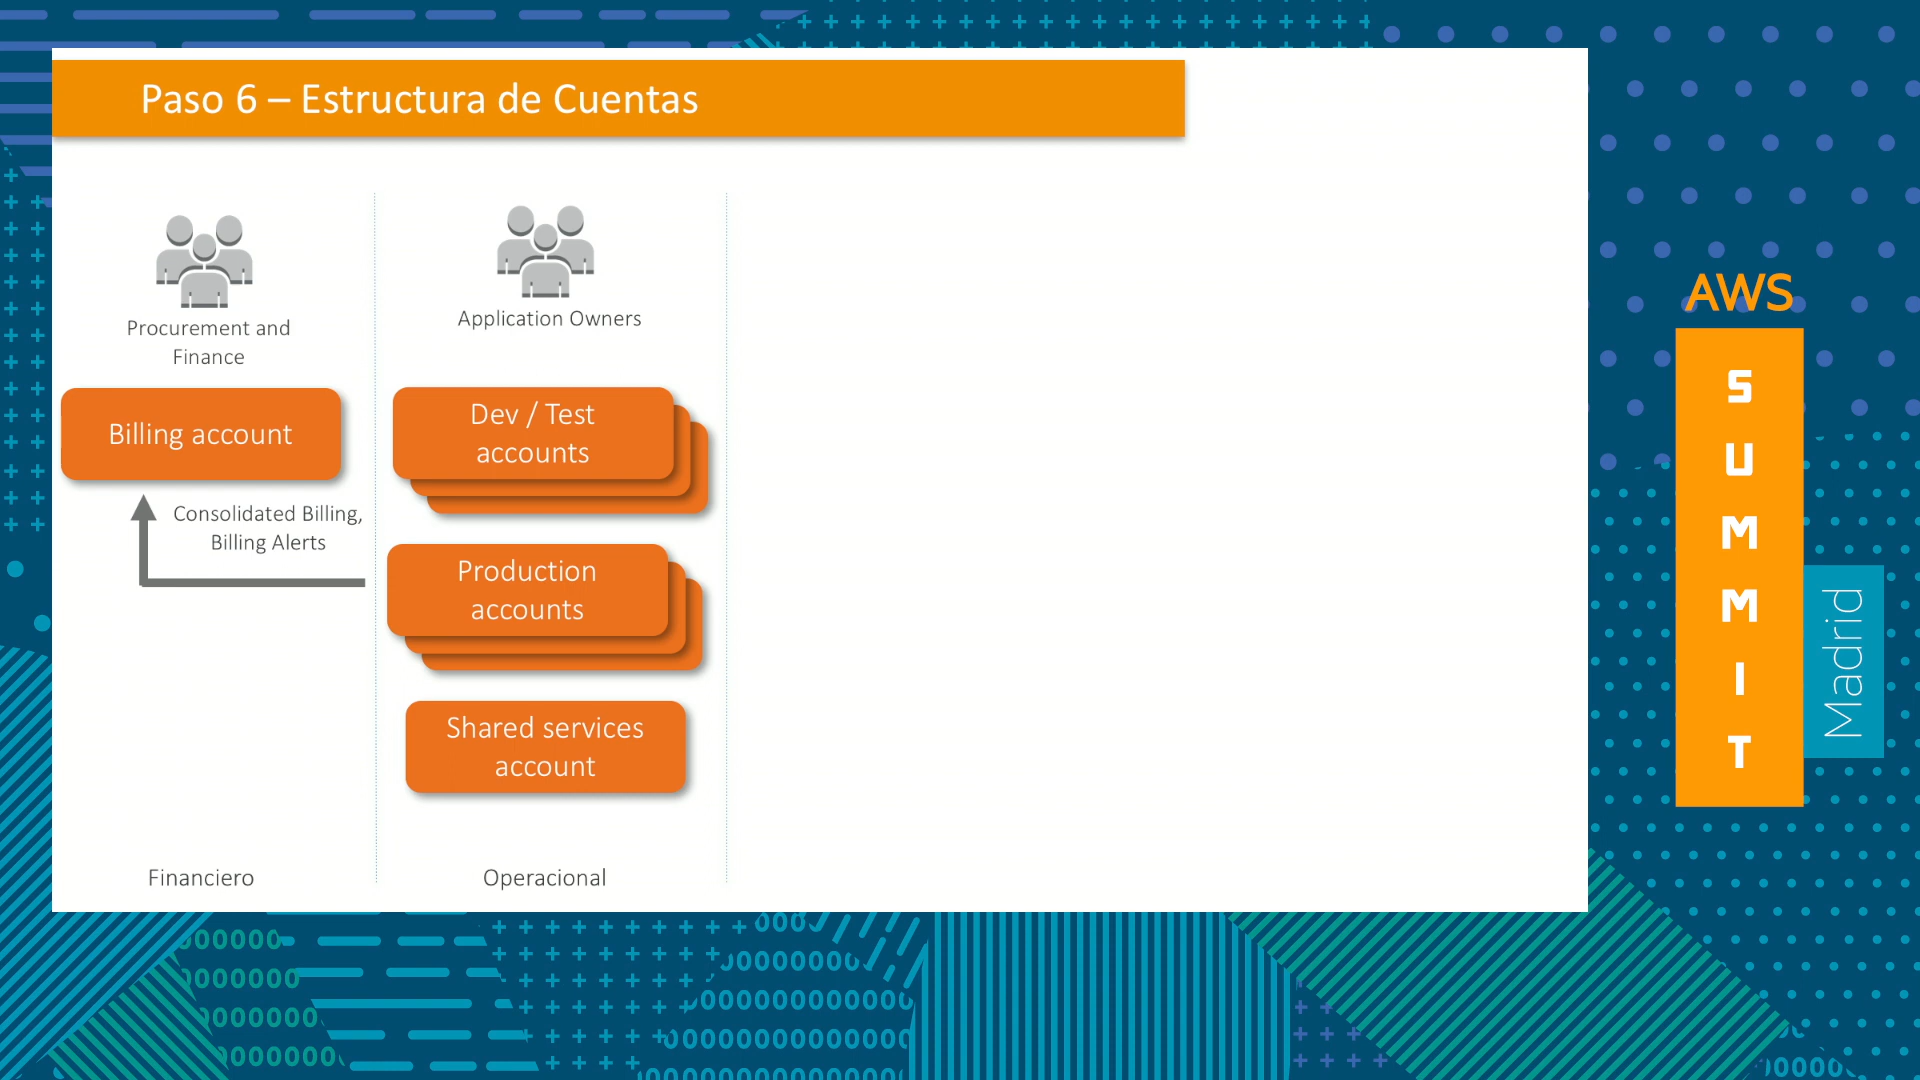 Paso 6 – Estructura de Cuentas
Procurement and
Finance
Billing account
Consolidated Billing,
Billing Alerts
Financiero
Application Owners
Dev / Test
accounts
Production
accounts
Shared services
account
Operacional
AWS
SUMMIT
Madrid